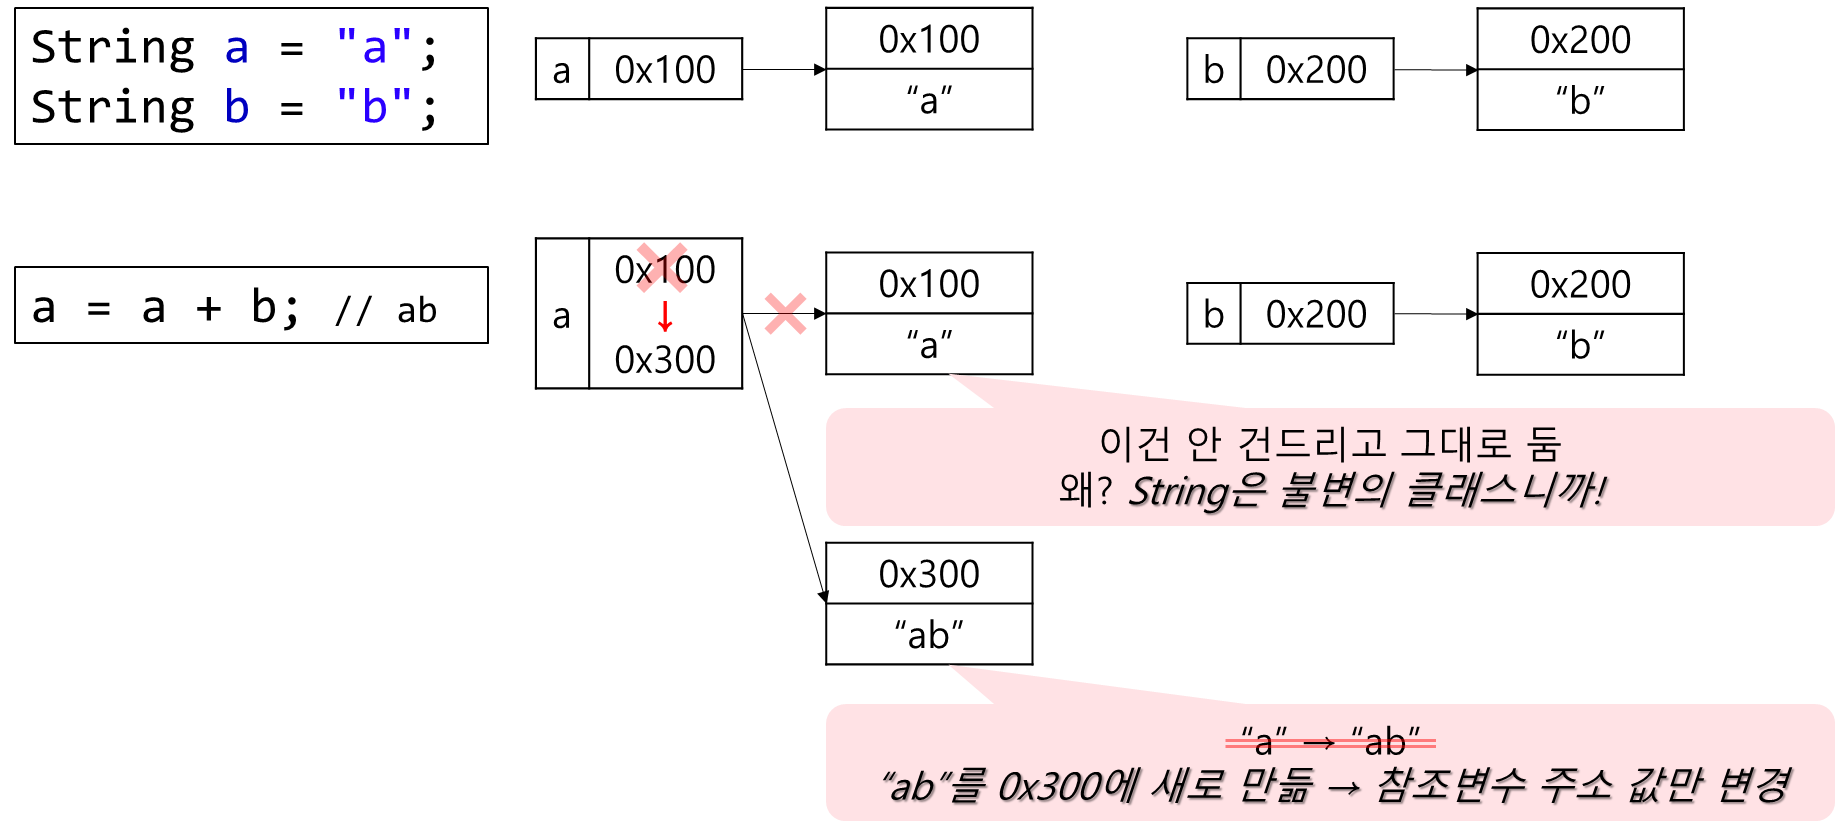 String a = "a";
String b = "b";
a 0x100
0x100
“a”
b 0x200
0x200
“b”
a = a + b; // ab
a
0x100
↓
0x300
0x100
“a”
b 0x200
0x200
“b”
이건 안 건드리고 그대로 둠
왜? String은 불변의 클래스니까!
0x300
“ab”
“a” → “ab”
“ab”를 0x300에 새로 만듦 → 참조변수 주소 값만 변경